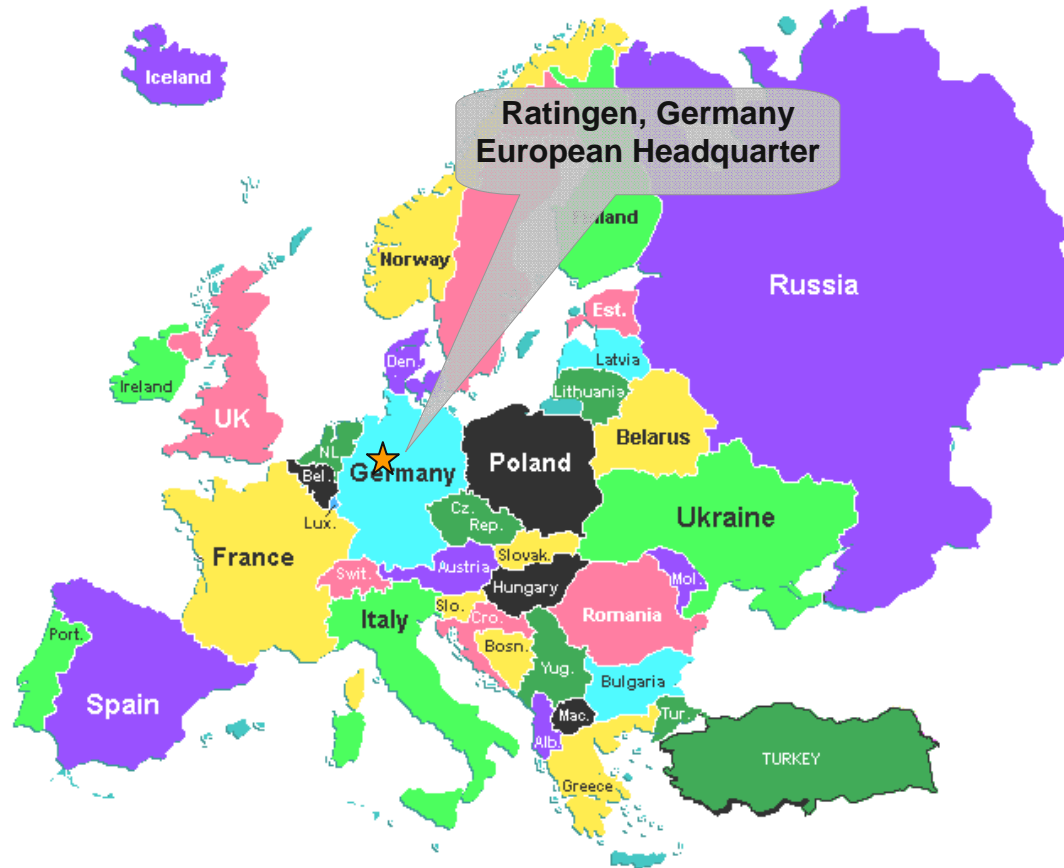 Iceland
Ratingen, Germany
European Headquarter
Finland
Norway
Russia
Est.
Den.
Latvia
Ireland
Lithuania
UK
Belarus
NL
Poland
Bel.
Germany
Cz.
Rep.
Ukraine
Lux.
France
Slovak.
Austria
Swit.
Mol.
Hungary
Slo.
Romania
Italy
Cro.
Port.
Bosn.
Yug.
Bulgaria
Spain
Mac.
Tur.
Alb.
TURKEY
Greece